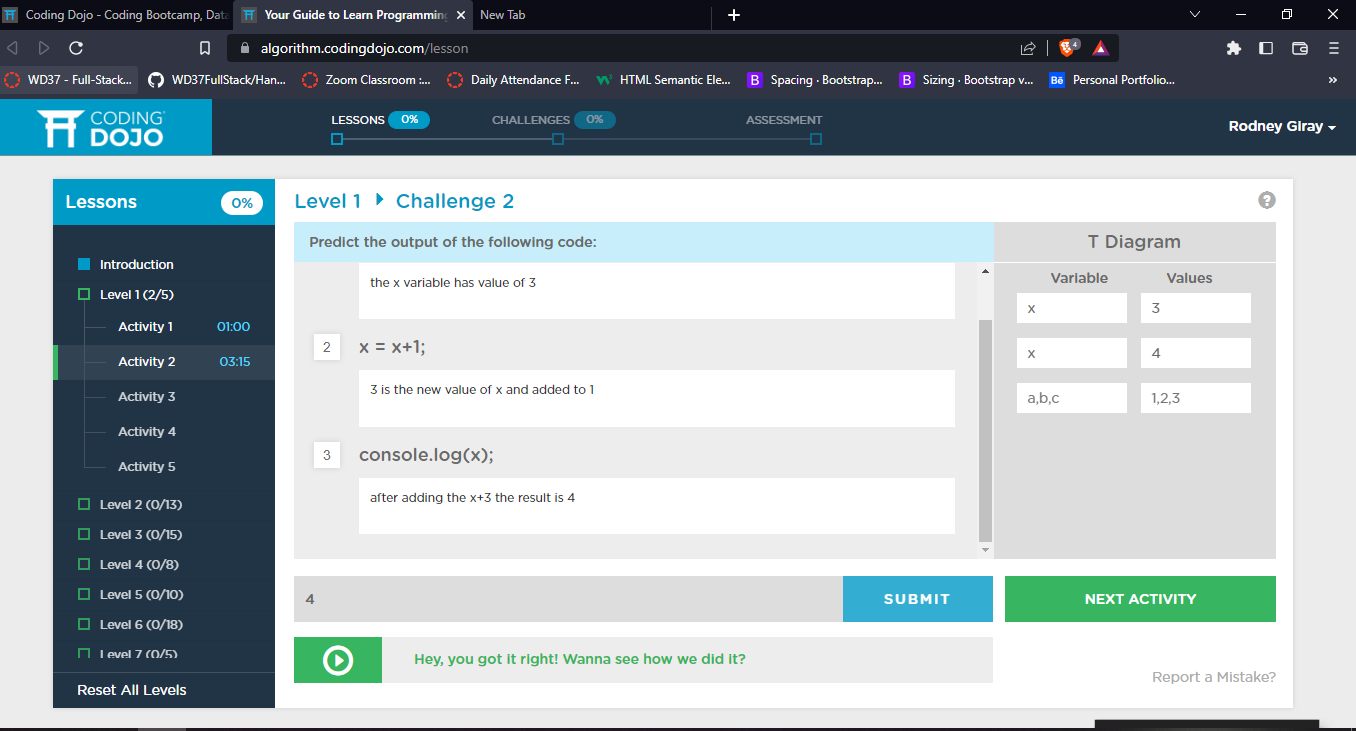 Coding Dojo - Coding Bootcamp, Data
Your Guide to Learn Programming
New Tab
algorithm.codingdojo.com/lesson
4
WD37 - Full-Stack...
WD37FullStack/Han...
Zoom Classroom :...
Daily Attendance F...
HTML Semantic Ele...
B Spacing · Bootstrap...
B Sizing · Bootstrap v...
Bē Personal Portfolio...
»
CODING
DOJO
LESSONS 0%
CHALLENGES 0%
ASSESSMENT
Rodney GIray
Lessons 0%
Introduction
Level 1 (2/5)
Activity 1 01:00
Activity 2 03:15
Activity 3
Activity 4
Activity 5
Level 2 (0/13)
Level 3 (0/15)
Level 4 (0/8)
Level 5 (0/10)
Level 6 (0/18)
Level 7 (0/5)
Reset All Levels
Level 1 Challenge 2
?
Predict the output of the following code:
the x variable has value of 3
2 x = x+1;
3 is the new value of x and added to 1
3 console.log(x);
after adding the x+3 the result is 4
T Diagram
Variable Values
x 3
x 4
a,b,c 1,2,3
4
SUBMIT
NEXT ACTIVITY
Hey, you got it right! Wanna see how we did it?
Report a Mistake?